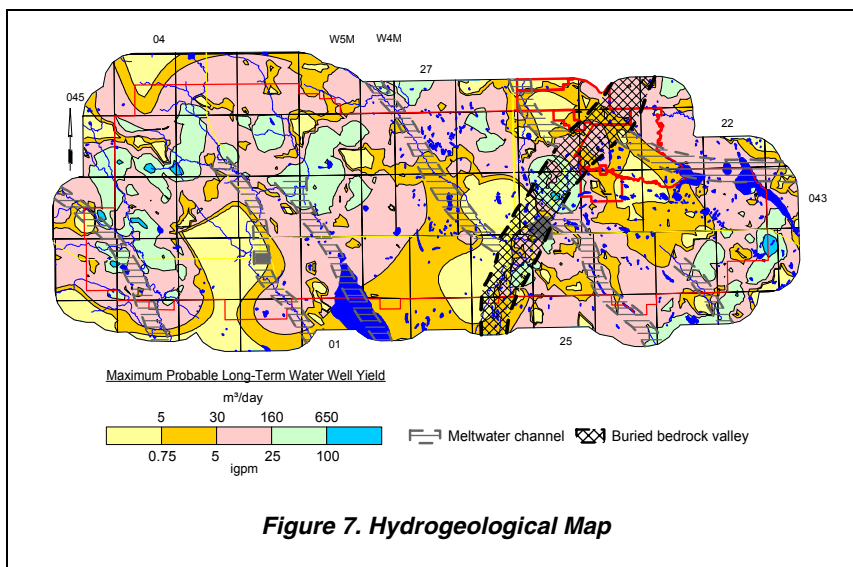 04
W5M W4M
27
045
22
043
01
25
Maximum Probable Long-Term Water Well Yield
m³/day
5 30 160 650
0.75 5 25 100
igpm
Meltwater channel
Buried bedrock valley
Figure 7. Hydrogeological Map